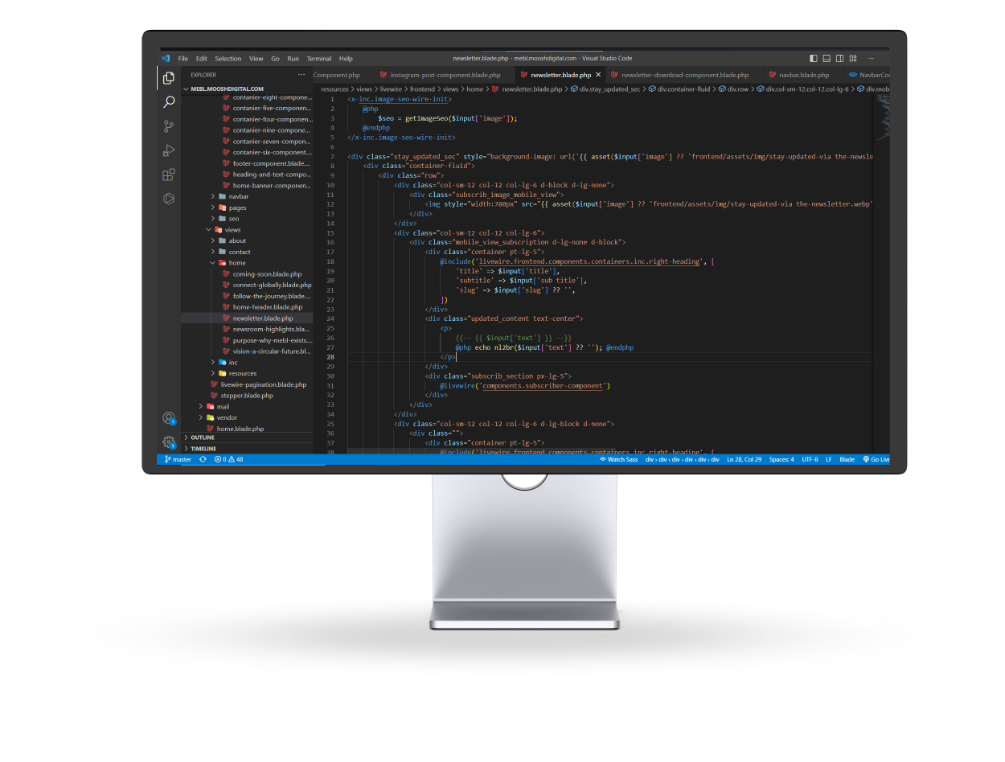 File Edit Selection View Go Run Terminal Help
newsletter.blade.php - mebl.mooshdigital.com - Visual Studio Code
EXPLORER
Component.php
instagram-post-component.blade.php
newsletter.blade.php
newsletter-download-component.blade.php
navbar.blade.php
NavbarCo
MEBL.MOOSHDIGITAL.COM
contanier-eight-compone...
contanier-five-componen...
contanier-four-componen...
contanier-nine-compone...
contanier-seven-compon...
contanier-six-component....
footer-component.blade....
heading-and-text-compo...
home-banner-componen...
navbar
pages
seo
views
about
contact
home
coming-soon.blade.php
connect-globally.blade.php
follow-the-journey.blade....
home-header.blade.php
newsletter.blade.php
newsroom-highlights.bla...
purpose-why-mebl-exists...
vision-a-circular-future.bl...
inc
resources
livewire-pagination.blade.php
stepper.blade.php
mail
vendor
home.blade.php
OUTLINE
TIMELINE
resources > views > livewire > frontend > views > home > newsletter.blade.php > div.stay_updated_sec > div.container-fluid > div.row > div.col-sm-12.col-12.col-lg-6 > div.mob
1 <x-inc.image-seo-wire-init>
2 @php
3 $seo = getImageSeo($input['image']);
4 @endphp
5 </x-inc.image-seo-wire-init>
6
7 <div class="stay_updated_sec" style="background-image: url('{{ asset($input['image'] ?? 'frontend/assets/img/stay-updated-via the-newsle
8 <div class="container-fluid">
9 <div class="row">
10 <div class="col-sm-12 col-12 col-lg-6 d-block d-lg-none">
11 <div class="subscrib_image_mobile_view">
12 <img style="width:780px" src="{{ asset($input['image'] ?? 'frontend/assets/img/stay-updated-via the-newsletter.webp'
13 </div>
14 </div>
15 <div class="col-sm-12 col-12 col-lg-6">
16 <div class="mobile_view_subscription d-lg-none d-block">
17 <div class="container pt-lg-5">
18 @include('livewire.frontend.components.containers.inc.right-heading', [
19 'title' => $input['title'],
20 'subtitle' => $input['sub title'],
21 'slug' => $input['slug'] ?? '',
22 ])
23 </div>
24 <div class="updated_content text-center">
25 <p>
26 {{-- {{ $input['text'] }} --}}
27 @php echo nl2br($input['text'] ?? ''); @endphp
28 </p>
29 </div>
30 <div class="subscrib_section px-lg-5">
31 @livewire('components.subscriber-component')
32 </div>
33 </div>
34 </div>
35 <div class="col-sm-12 col-12 col-lg-6 d-lg-block d-none">
36 <div class="">
37 <div class="container pt-lg-5">
38 @include('livewire.frontend.components.containers.inc.right-heading', [
master
0 48
Watch Sass
div > div > div > div > div > div > div
Ln 28, Col 29
Spaces: 4
UTF-8
LF
Blade
Go Live